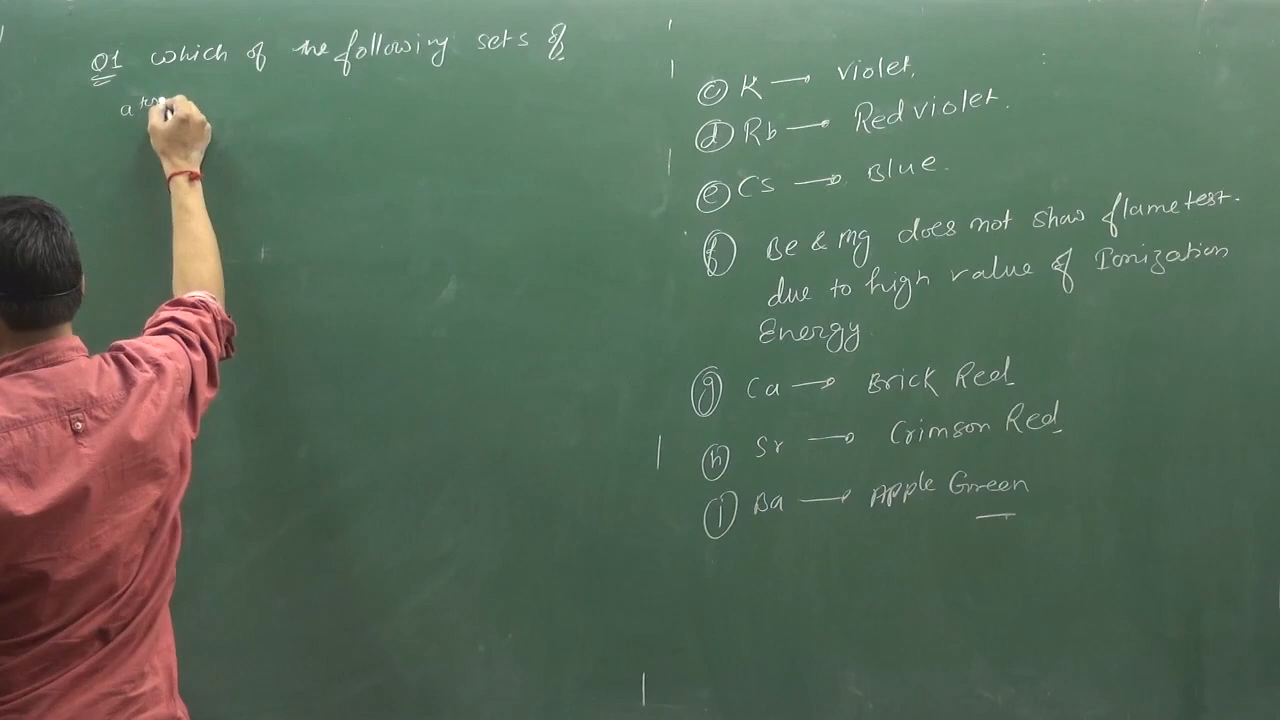 Q1 which of the following sets of
ⓒ K → Violet.
ⓓ Rb → Red violet.
ⓔ Cs → Blue.
ⓕ Be & Mg does not show flame test.
due to high value of Ionization
Energy.
ⓖ Ca → Brick Red
ⓗ Sr → Crimson Red
ⓘ Ba → Apple Green